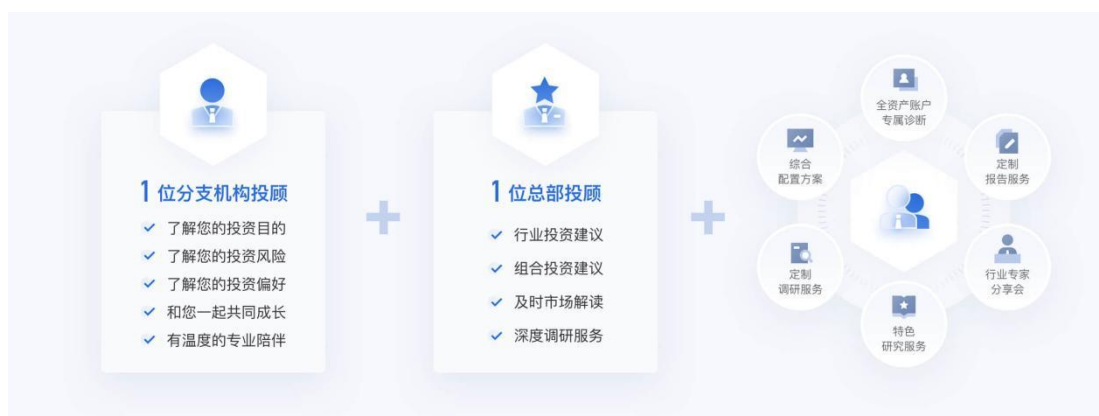 1 位分支机构投顾
了解您的投资目的
了解您的投资风险
了解您的投资偏好
和您一起共同成长
有温度的专业陪伴
+
1 位总部投顾
行业投资建议
组合投资建议
及时市场解读
深度调研服务
+
全资产账户
专属诊断
综合
配置方案
定制
报告服务
定制
调研服务
行业专家
分享会
特色
研究服务